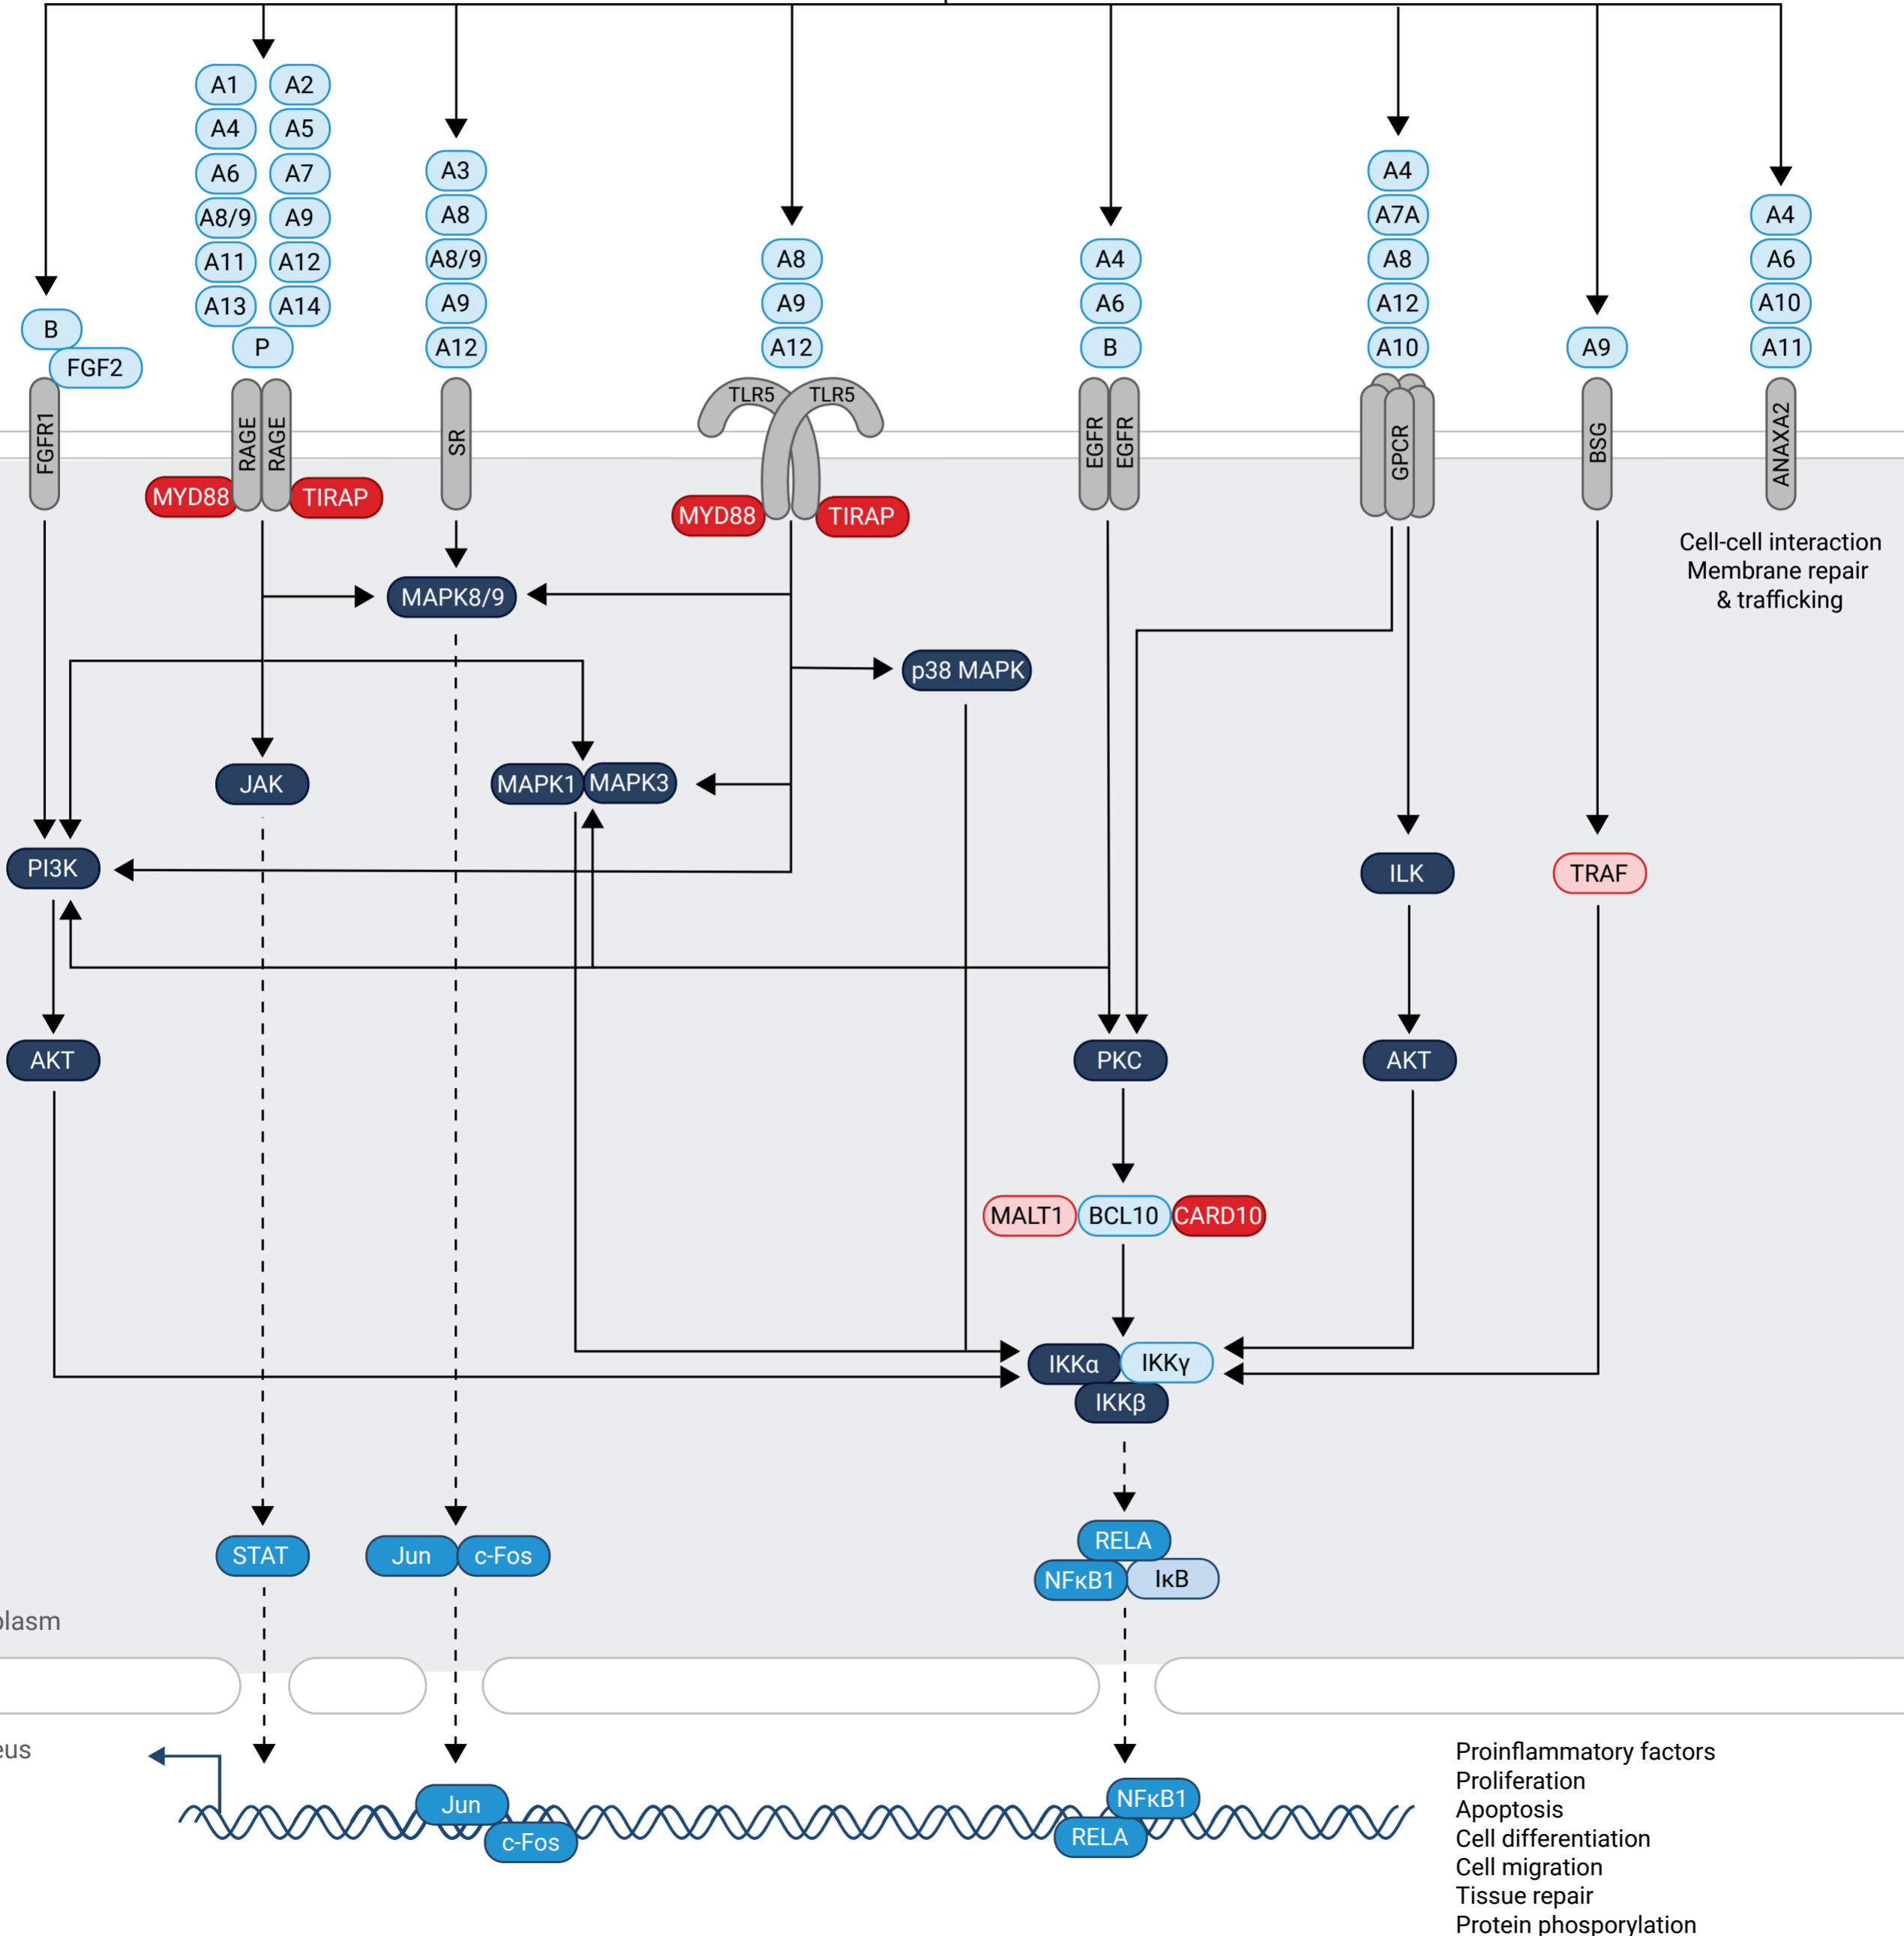 A1 A2
A4 A5
A6 A7
A8/9 A9
A11 A12
A13 A14
P
B
FGF2
A3
A8
A8/9
A9
A12
A8
A9
A12
A4
A6
B
A4
A7A
A8
A12
A10
A9
A4
A6
A10
A11
FGFR1
RAGE RAGE
SR
TLR5 TLR5
EGFR EGFR
GPCR
BSG
ANAXA2
MYD88 TIRAP
MYD88 TIRAP
Cell-cell interaction
Membrane repair
& trafficking
MAPK8/9
p38 MAPK
JAK
MAPK1 MAPK3
PI3K
ILK
TRAF
AKT
PKC
AKT
MALT1 BCL10 CARD10
IKKα IKKγ
IKKβ
STAT
Jun c-Fos
RELA
NFκB1 IκB
plasm
eus
Jun
c-Fos
NFκB1
RELA
Proinflammatory factors
Proliferation
Apoptosis
Cell differentiation
Cell migration
Tissue repair
Protein phosporylation